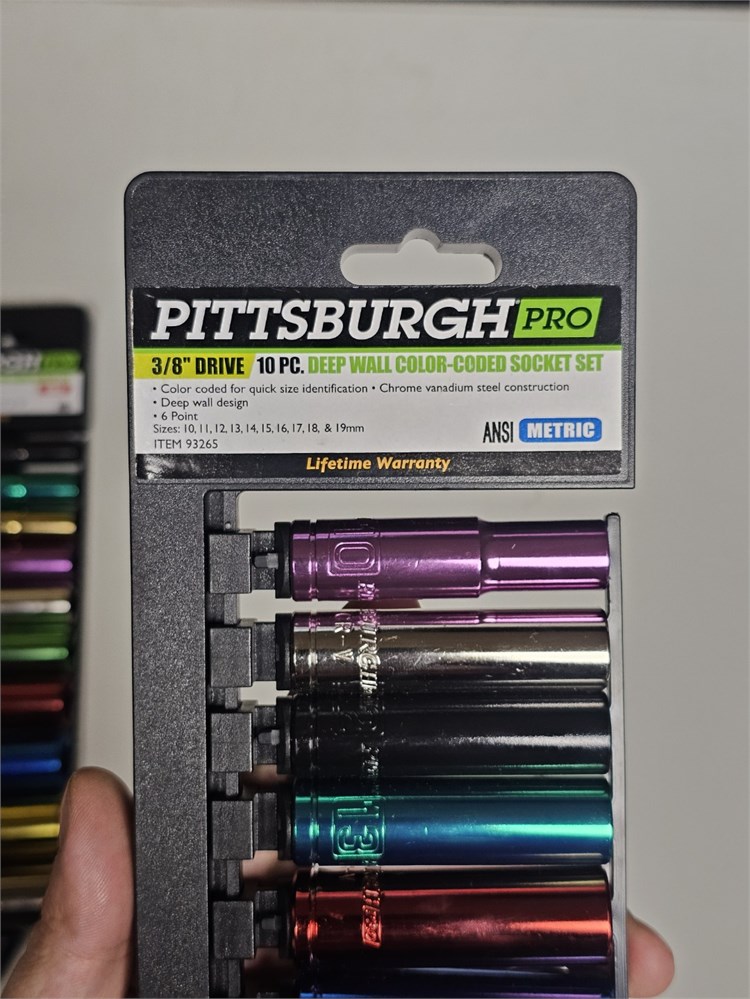 PITTSBURGH PRO
3/8" DRIVE 10 PC. DEEP WALL COLOR-CODED SOCKET SET
• Color coded for quick size identification • Chrome vanadium steel construction
• Deep wall design
• 6 Point
Sizes: 10, 11, 12, 13, 14, 15, 16, 17, 18, & 19mm
ITEM 93265
ANSI METRIC
Lifetime Warranty
13